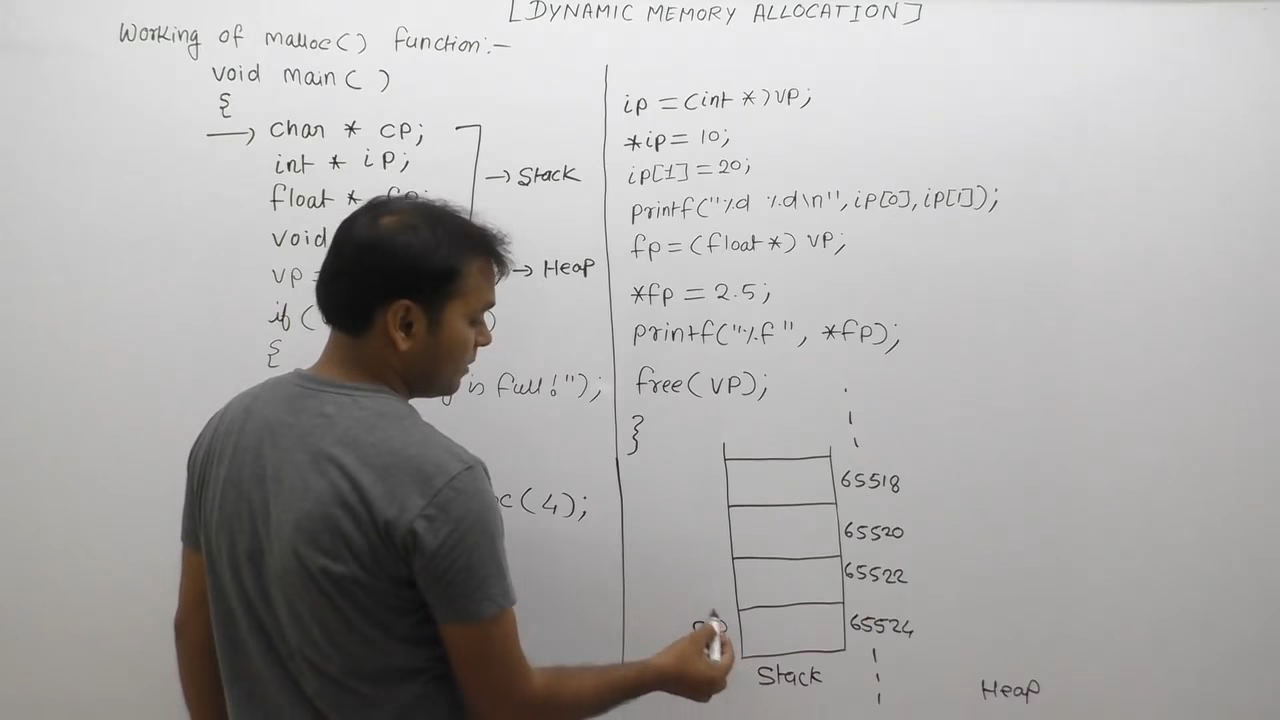 [DYNAMIC MEMORY ALLOCATION]
Working of malloc() function:-
void main( )
{
char * cp;
int * ip;
float *
void
vp =
if (
{
is full!");
c(4);
→ Stack
→ Heap
ip = (int *)vp;
*ip = 10;
ip[1] = 20;
printf("%d %d\n", ip[0], ip[1]);
fp = (float*) vp;
*fp = 2.5;
printf("%f", *fp);
free(vp);
}
65518
65520
65522
65524
Stack
Heap